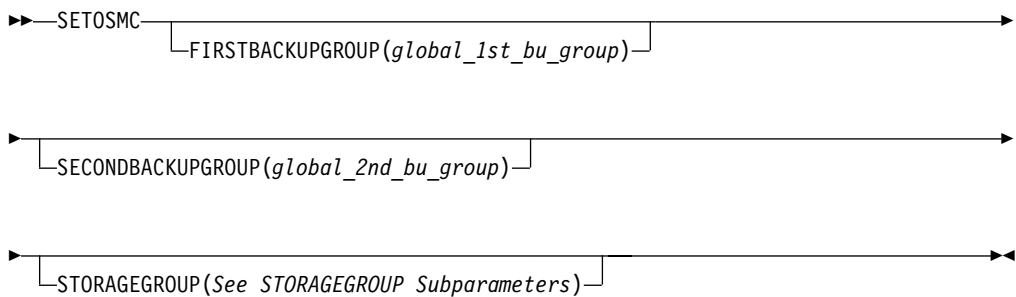 SETOSMC
FIRSTBACKUPGROUP(global_1st_bu_group)
SECONDBACKUPGROUP(global_2nd_bu_group)
STORAGEGROUP(See STORAGEGROUP Subparameters)